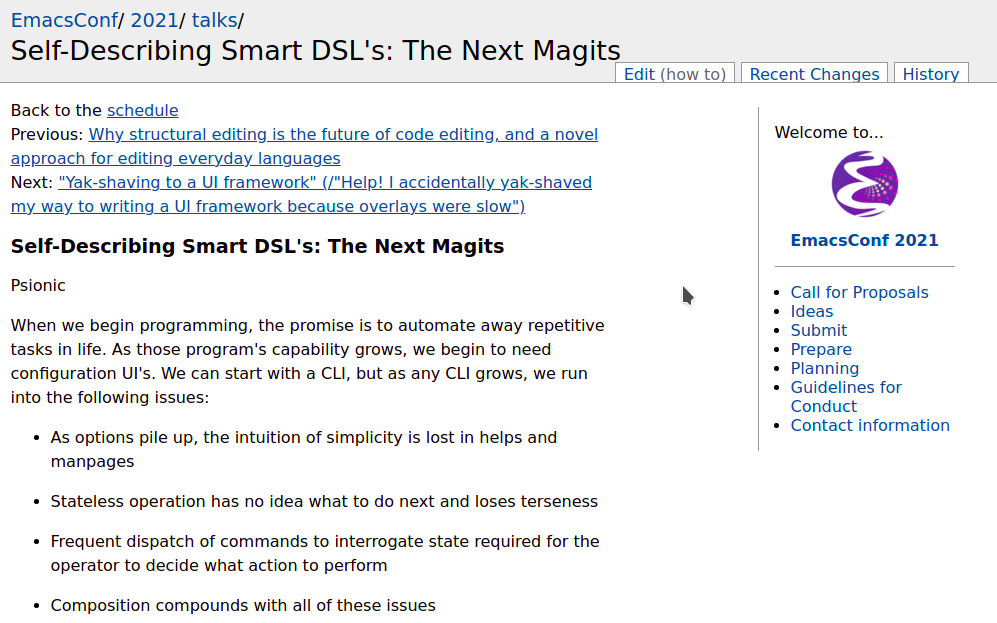 EmacsConf/ 2021/ talks/
Self-Describing Smart DSL's: The Next Magits
Edit (how to) Recent Changes History
Back to the schedule
Previous: Why structural editing is the future of code editing, and a novel
approach for editing everyday languages
Next: "Yak-shaving to a UI framework" (/"Help! I accidentally yak-shaved
my way to writing a UI framework because overlays were slow")
Self-Describing Smart DSL's: The Next Magits
Psionic
When we begin programming, the promise is to automate away repetitive
tasks in life. As those program's capability grows, we begin to need
configuration UI's. We can start with a CLI, but as any CLI grows, we run
into the following issues:
• As options pile up, the intuition of simplicity is lost in helps and
manpages
• Stateless operation has no idea what to do next and loses terseness
• Frequent dispatch of commands to interrogate state required for the
operator to decide what action to perform
• Composition compounds with all of these issues
Welcome to...
EmacsConf 2021
• Call for Proposals
• Ideas
• Submit
• Prepare
• Planning
• Guidelines for
Conduct
• Contact information